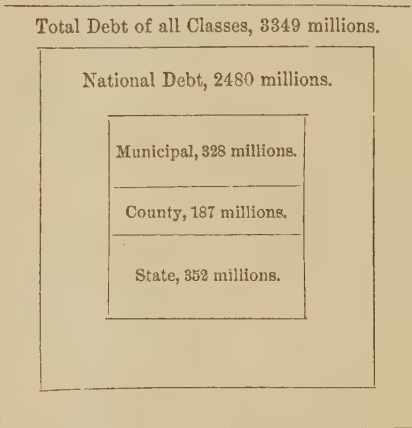 Total Debt of all Classes, 3349 millions.
National Debt, 2480 millions.
Municipal, 328 millions.
County, 187 millions.
State, 352 millions.